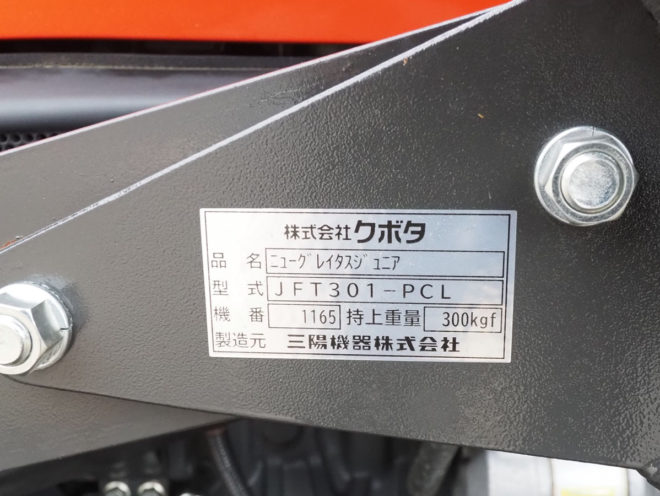 株式会社クボタ
品名 ﾆｭｰｸﾞﾚｲﾀｽｼﾞｭﾆｱ
型式 JFT301-PCL
機番 1165 持上重量 300kgf
製造元 三陽機器株式会社